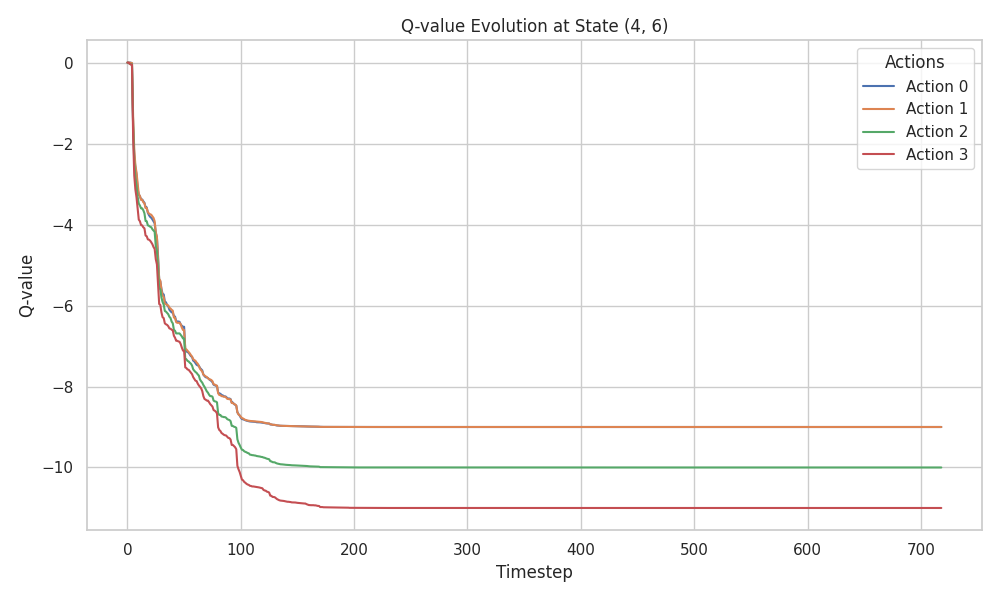 Q-value Evolution at State (4, 6)
Actions
Action 0
Action 1
Action 2
Action 3
Q-value
0
−2
−4
−6
−8
−10
0 100 200 300 400 500 600 700
Timestep